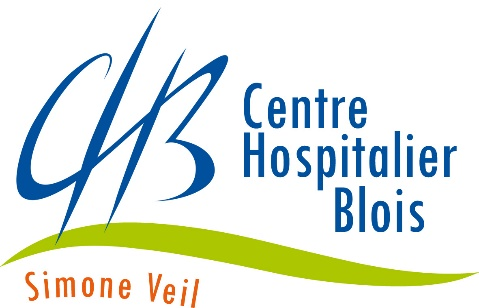 CHB
Centre
Hospitalier
Blois
Simone Veil